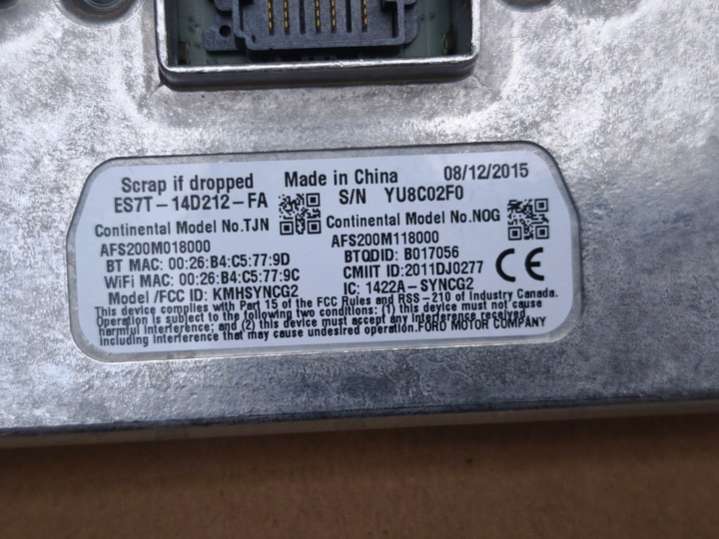 Scrap if dropped Made in China 08/12/2015
ES7T-14D212-FA S/N YU8C02F0
Continental Model No.TJN Continental Model No.NOG
AFS200M018000 AFS200M118000
BT MAC: 00:26:B4:C5:77:9D BTQDID: B017056
WiFi MAC: 00:26:B4:C5:77:9C CMIIT ID:2011DJ0277
Model /FCC ID: KMHSYNCG2 IC: 1422A-SYNCG2 CE
This device complies with Part 15 of the FCC Rules and RSS-210 of Industry Canada.
Operation is subject to the following two conditions: (1) this device must not cause
harmful interference; and (2) this device must accept any interference received,
including interference that may cause undesired operation.FORD MOTOR COMPANY